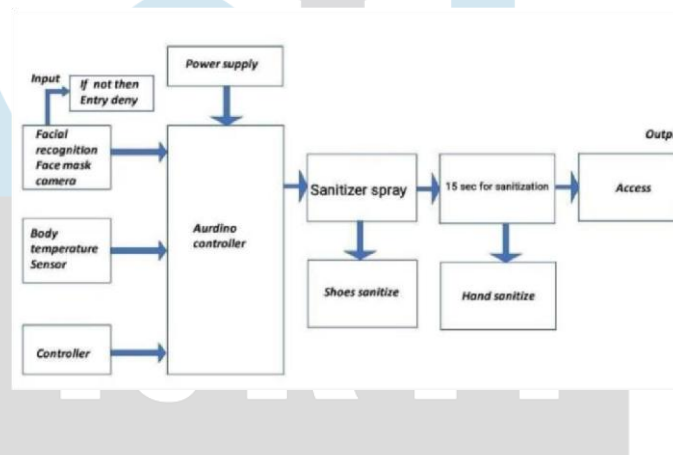 Input
If not then
Entry deny
Power supply
Facial
recognition
Face mask
camera
Body
temperature
Sensor
Controller
Aurdino
controller
Sanitizer spray
Shoes sanitize
15 sec for sanitization
Hand sanitize
Outp
Access